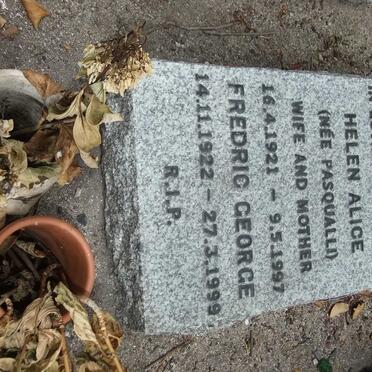 HELEN ALICE
(NÉE PASQUALLI)
WIFE AND MOTHER
16.4.1921 – 9.5.1997
FREDRIC GEORGE
14.11.1922 – 27.3.1999
R.I.P.